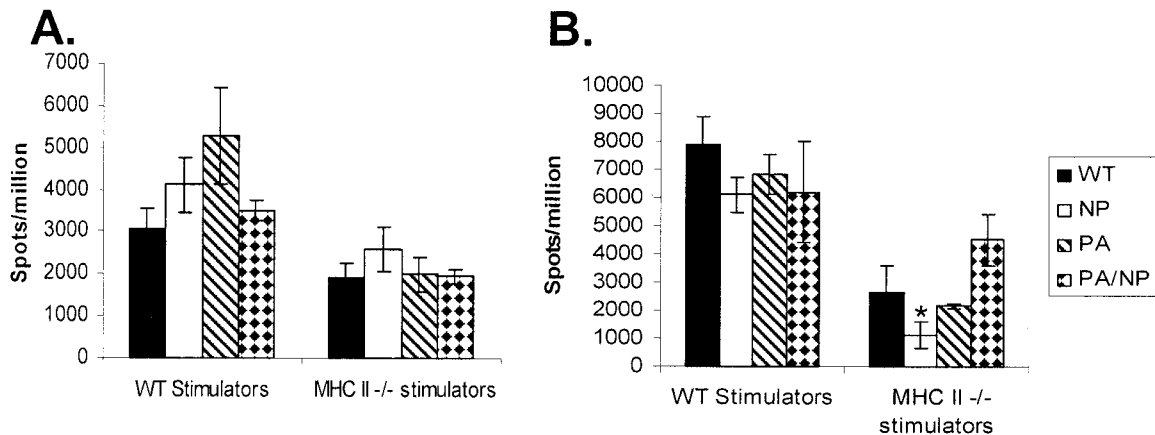 A.
Spots/million
7000
6000
5000
4000
3000
2000
1000
0
WT Stimulators
MHC II -/- stimulators
B.
Spots/million
10000
9000
8000
7000
6000
5000
4000
3000
2000
1000
0
*
WT Stimulators
MHC II -/-
stimulators
WT
NP
PA
PA/NP